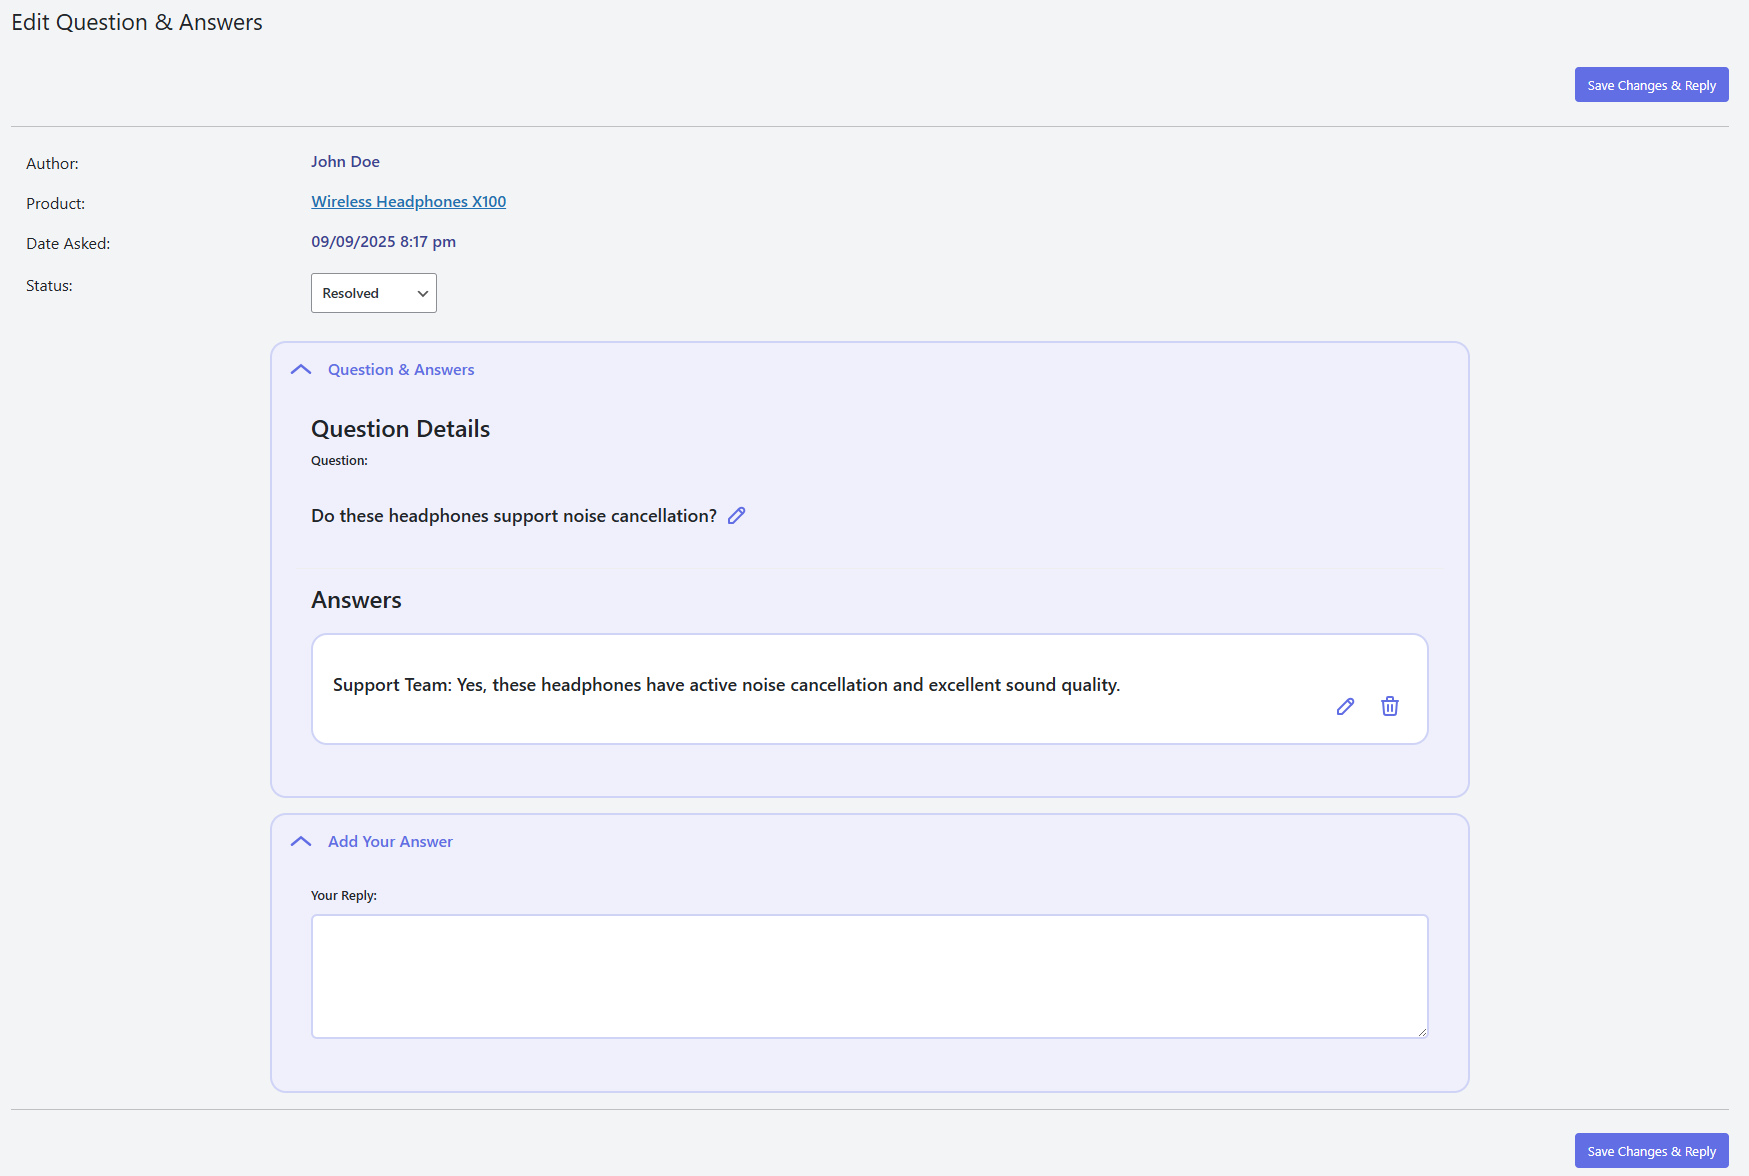 Edit Question & Answers
Save Changes & Reply
Author: John Doe
Product: Wireless Headphones X100
Date Asked: 09/09/2025 8:17 pm
Status: Resolved
Question & Answers
Question Details
Question:
Do these headphones support noise cancellation?
Answers
Support Team: Yes, these headphones have active noise cancellation and excellent sound quality.
Add Your Answer
Your Reply:
Save Changes & Reply